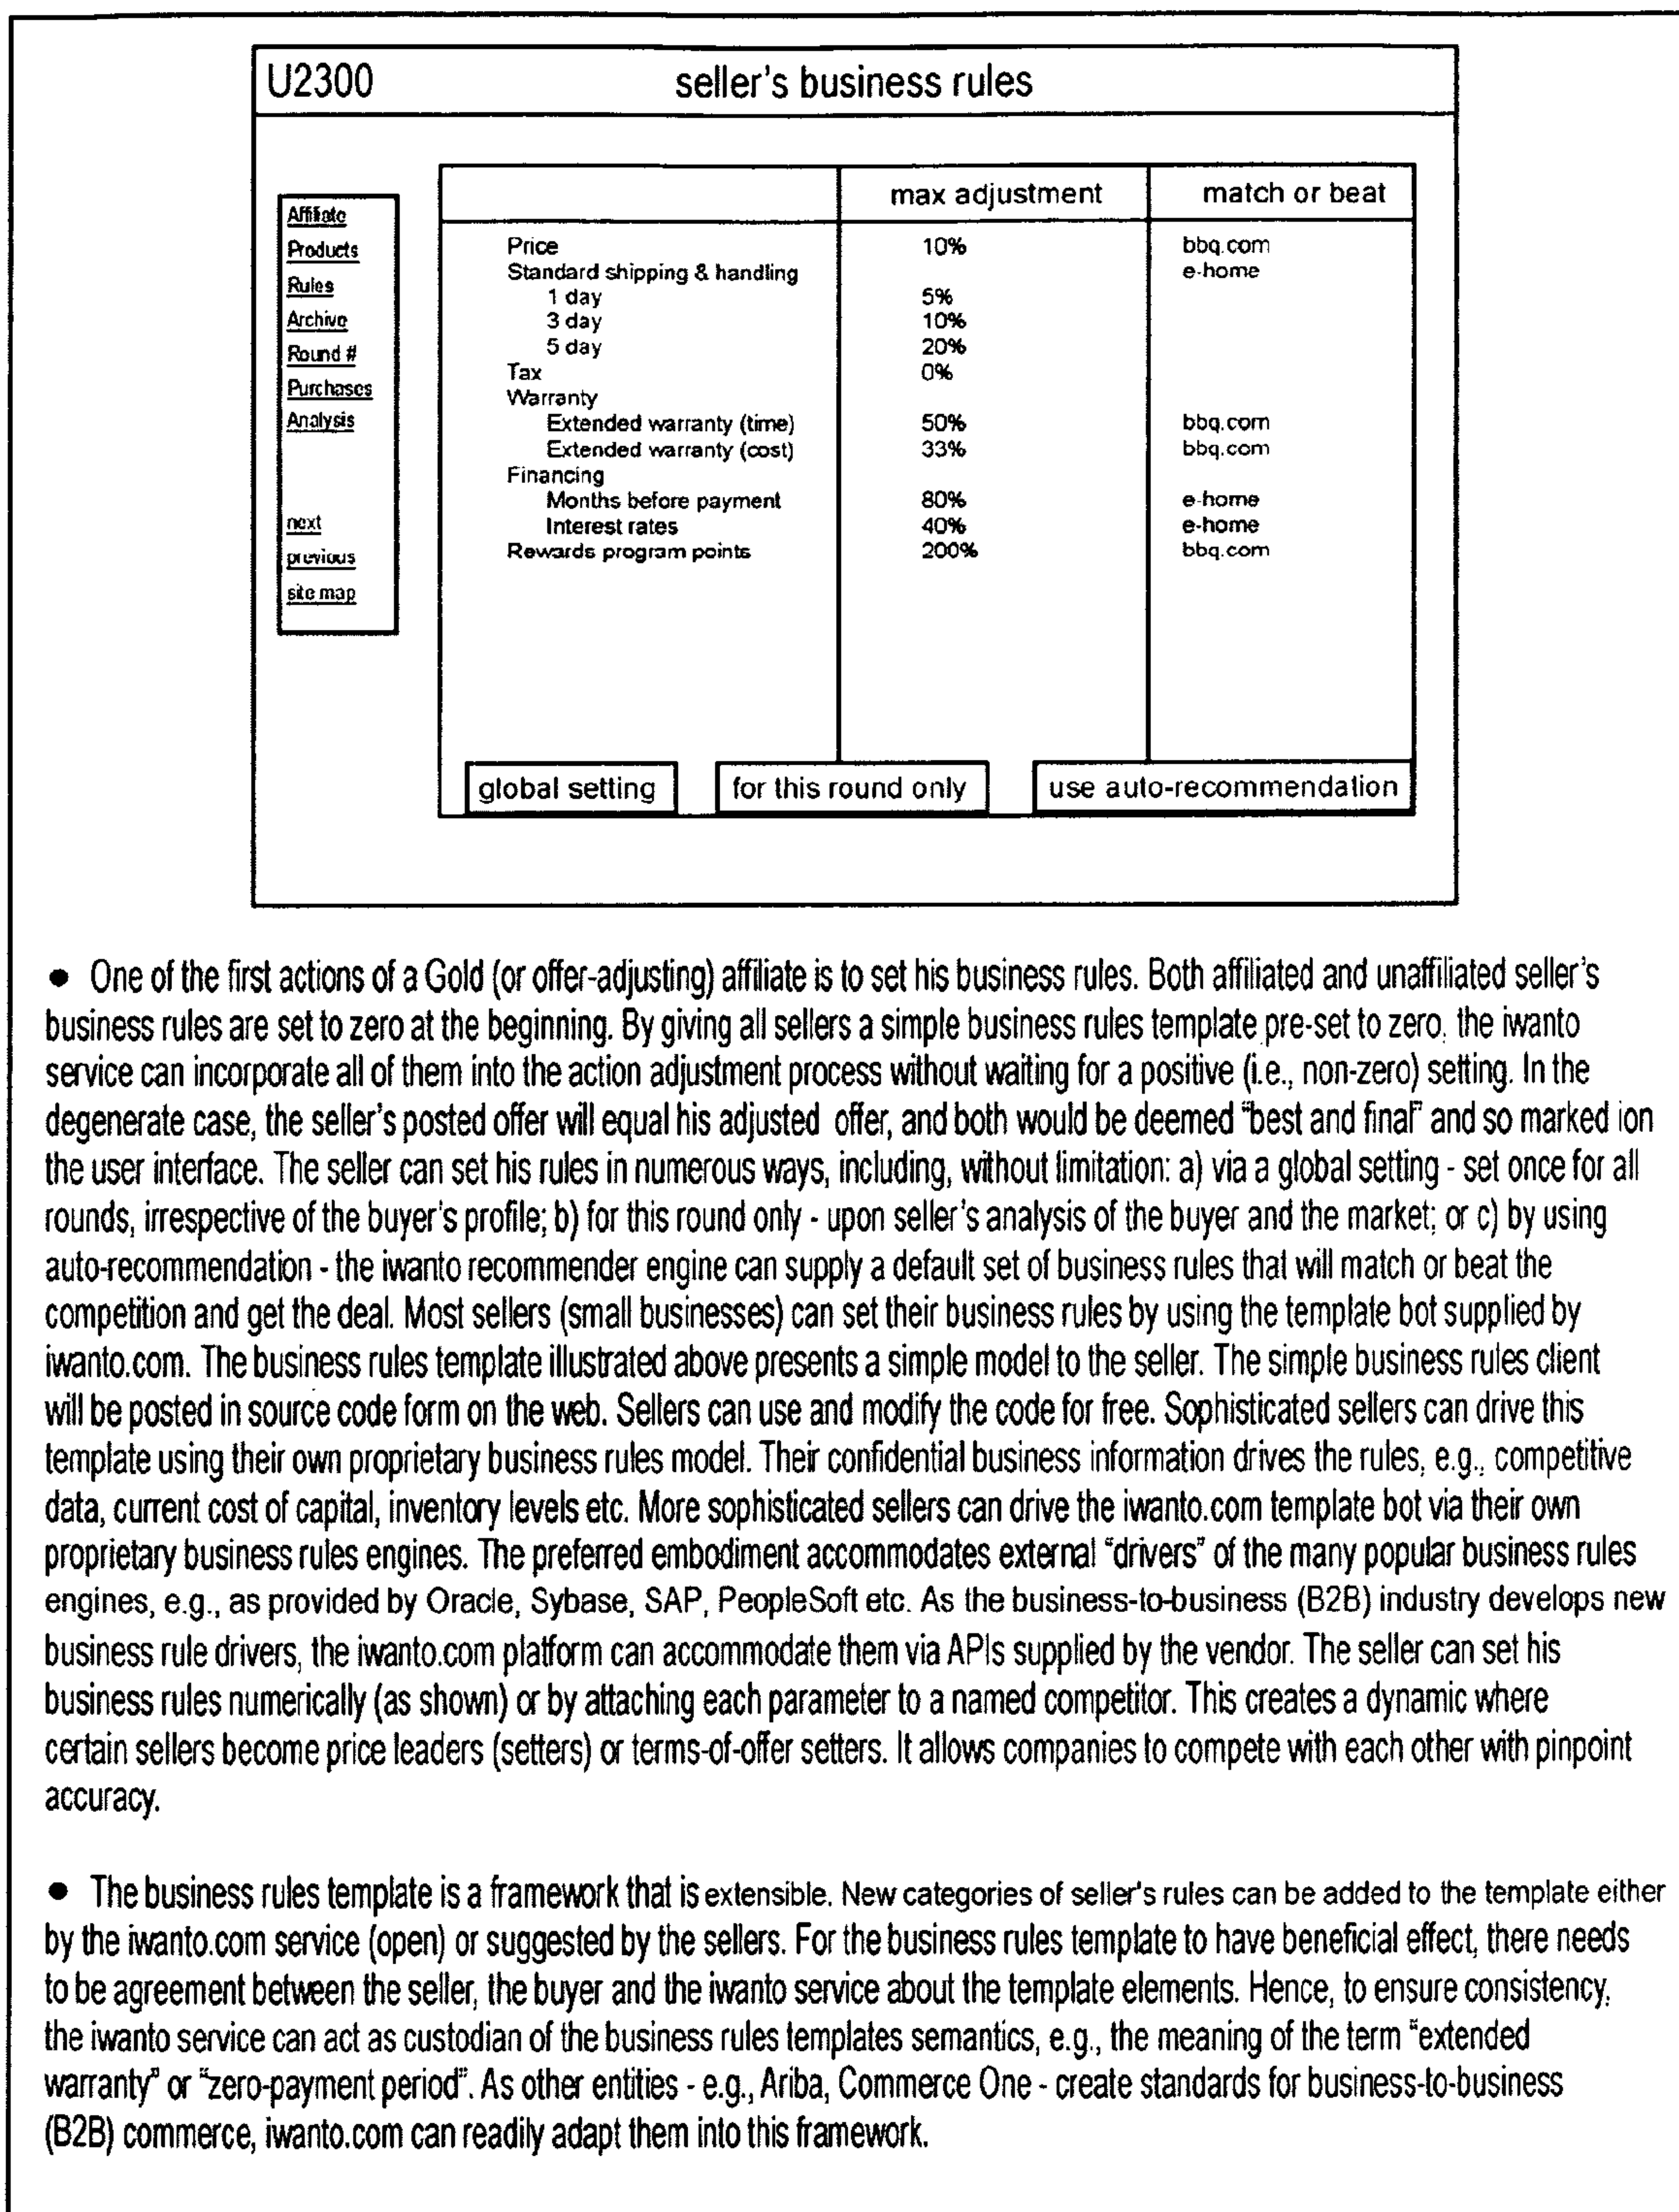 U2300 seller's business rules
max adjustment match or beat
Affiliate
Products
Rules
Archive
Round #
Purchases
Analysis
next
previous
site map
Price 10% bbq.com
Standard shipping & handling e-home
1 day 5%
3 day 10%
5 day 20%
Tax 0%
Warranty
Extended warranty (time) 50% bbq.com
Extended warranty (cost) 33% bbq.com
Financing
Months before payment 80% e-home
Interest rates 40% e-home
Rewards program points 200% bbq.com
global setting for this round only use auto-recommendation
• One of the first actions of a Gold (or offer-adjusting) affiliate is to set his business rules. Both affiliated and unaffiliated seller's
business rules are set to zero at the beginning. By giving all sellers a simple business rules template pre-set to zero, the iwanto
service can incorporate all of them into the action adjustment process without waiting for a positive (i.e., non-zero) setting. In the
degenerate case, the seller's posted offer will equal his adjusted offer, and both would be deemed "best and final" and so marked ion
the user interface. The seller can set his rules in numerous ways, including, without limitation: a) via a global setting - set once for all
rounds, irrespective of the buyer's profile; b) for this round only - upon seller's analysis of the buyer and the market; or c) by using
auto-recommendation - the iwanto recommender engine can supply a default set of business rules that will match or beat the
competition and get the deal. Most sellers (small businesses) can set their business rules by using the template bot supplied by
iwanto.com. The business rules template illustrated above presents a simple model to the seller. The simple business rules client
will be posted in source code form on the web. Sellers can use and modify the code for free. Sophisticated sellers can drive this
template using their own proprietary business rules model. Their confidential business information drives the rules, e.g., competitive
data, current cost of capital, inventory levels etc. More sophisticated sellers can drive the iwanto.com template bot via their own
proprietary business rules engines. The preferred embodiment accommodates external "drivers" of the many popular business rules
engines, e.g., as provided by Oracle, Sybase, SAP, PeopleSoft etc. As the business-to-business (B2B) industry develops new
business rule drivers, the iwanto.com platform can accommodate them via APIs supplied by the vendor. The seller can set his
business rules numerically (as shown) or by attaching each parameter to a named competitor. This creates a dynamic where
certain sellers become price leaders (setters) or terms-of-offer setters. It allows companies to compete with each other with pinpoint
accuracy.
• The business rules template is a framework that is extensible. New categories of seller's rules can be added to the template either
by the iwanto.com service (open) or suggested by the sellers. For the business rules template to have beneficial effect, there needs
to be agreement between the seller, the buyer and the iwanto service about the template elements. Hence, to ensure consistency,
the iwanto service can act as custodian of the business rules templates semantics, e.g., the meaning of the term "extended
warranty" or "zero-payment period". As other entities - e.g., Ariba, Commerce One - create standards for business-to-business
(B2B) commerce, iwanto.com can readily adapt them into this framework.